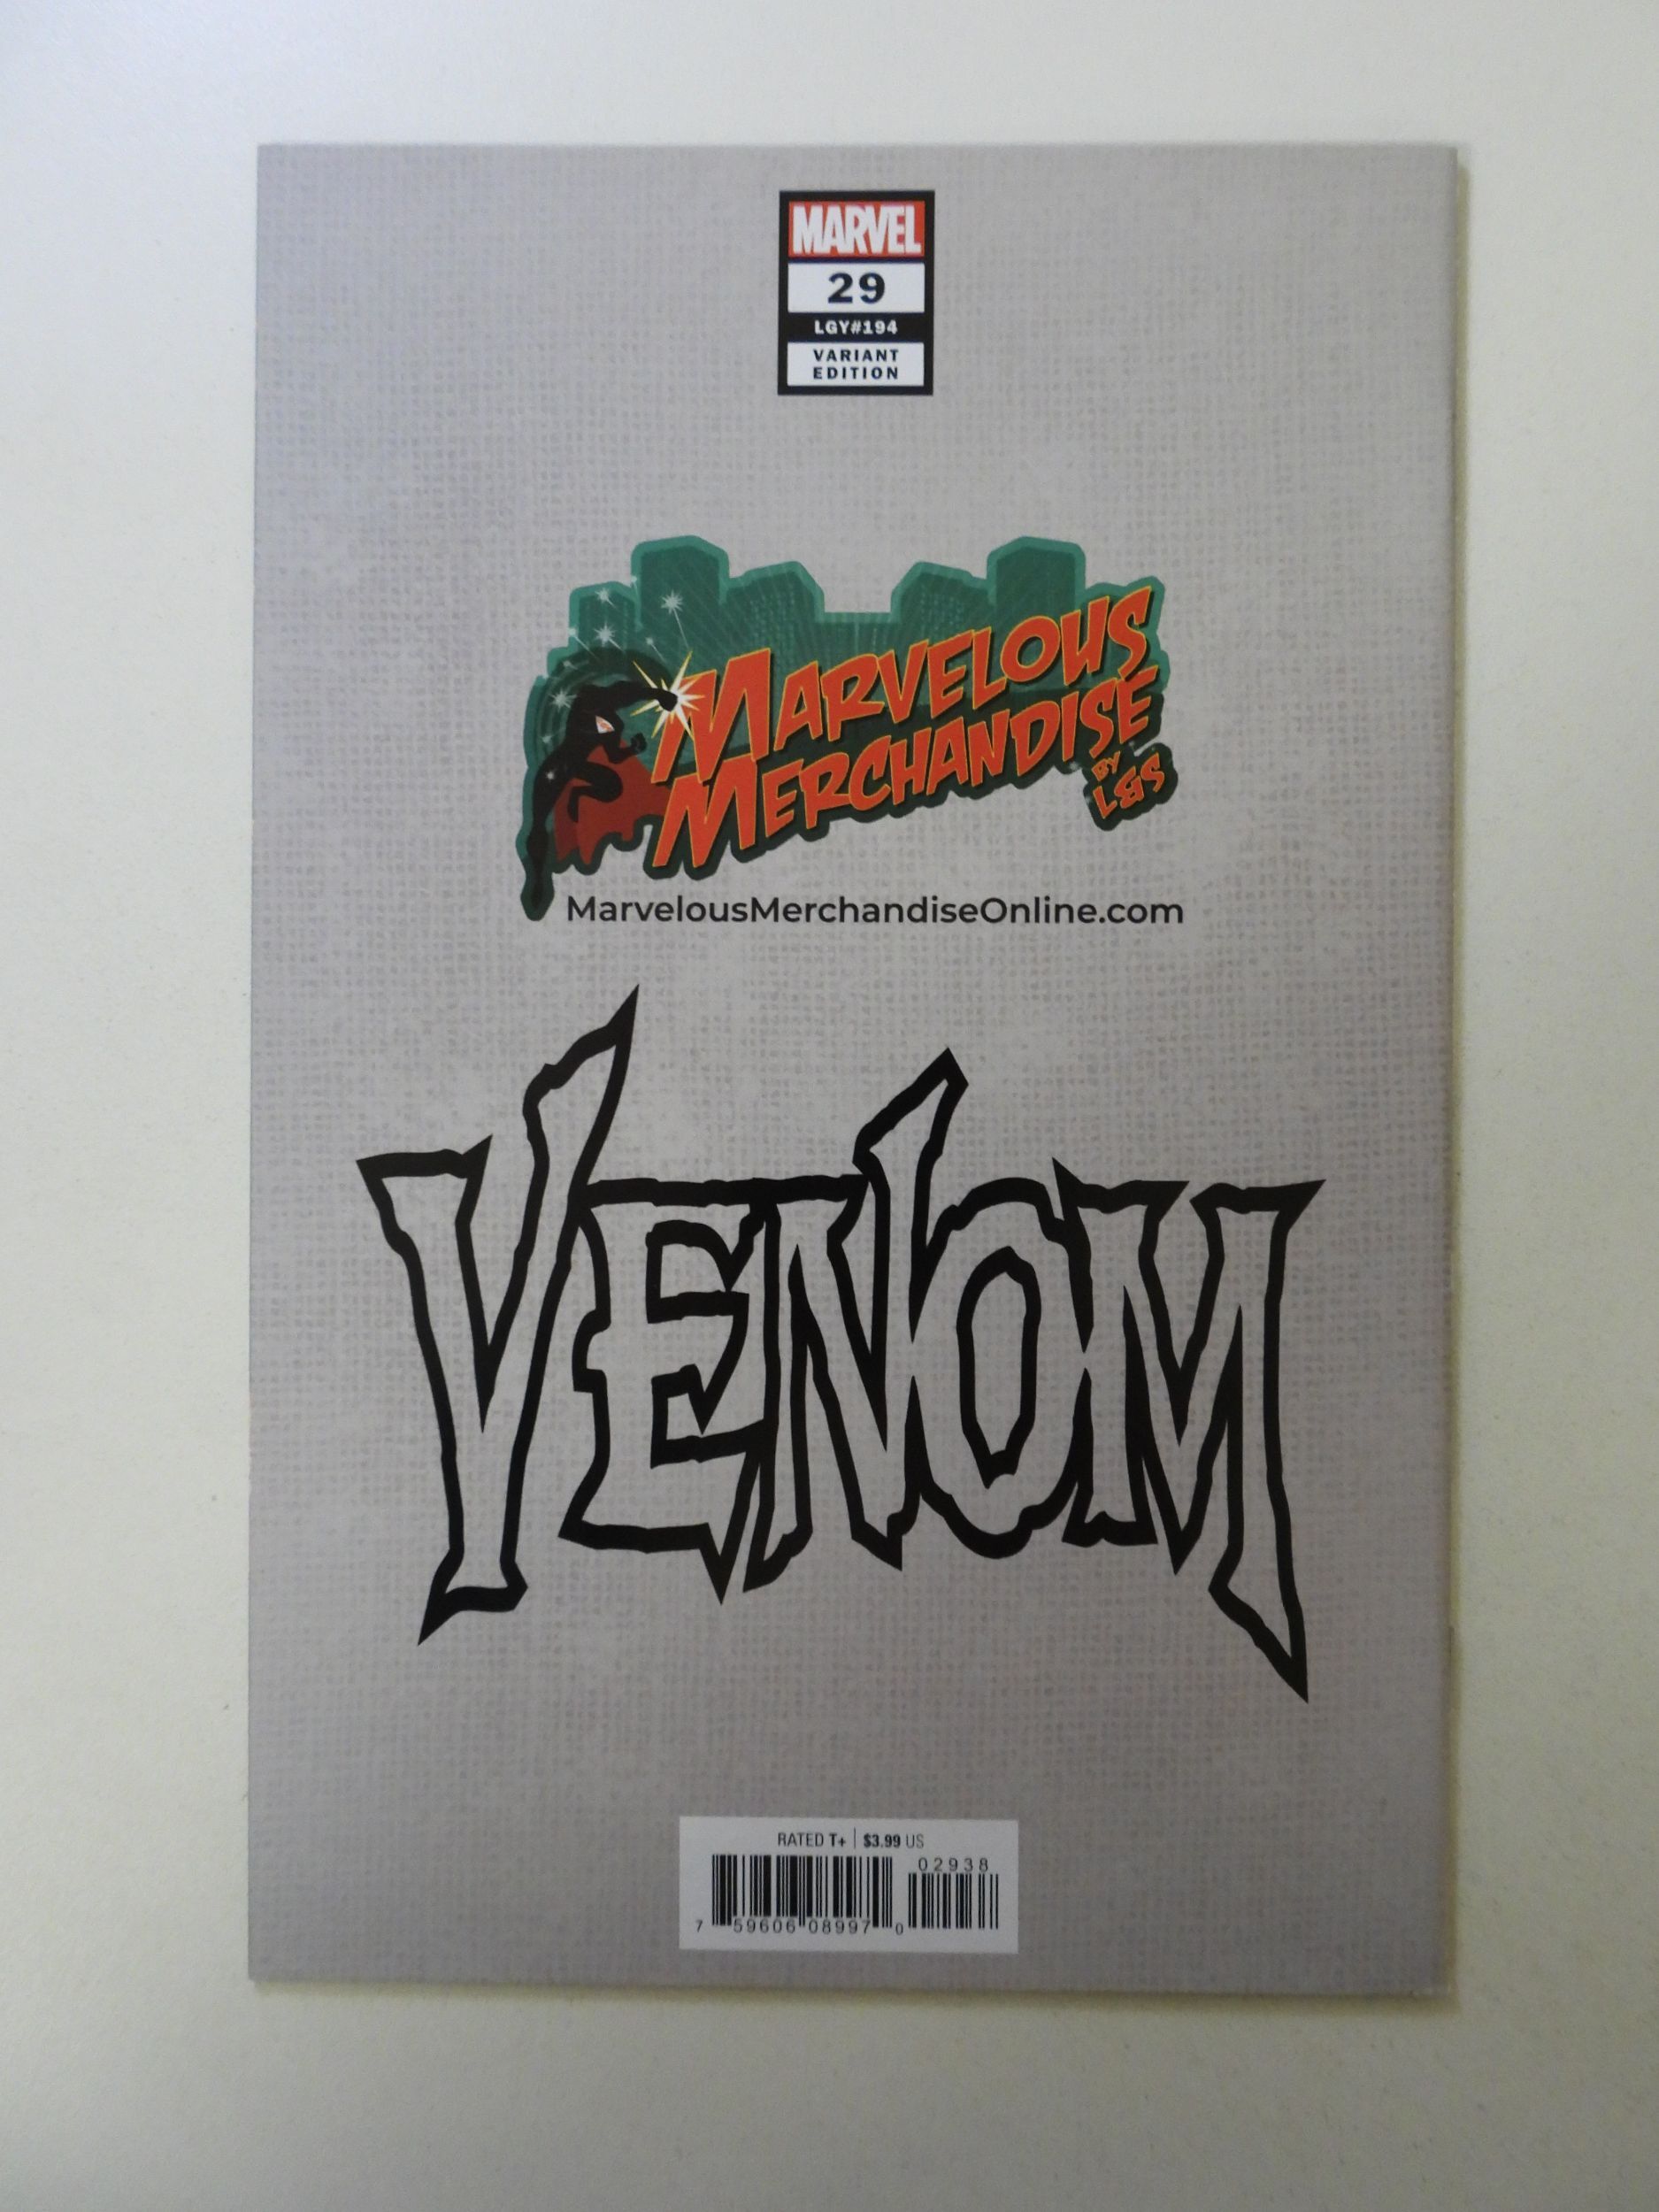 MARVEL
29
LGY#194
VARIANT
EDITION
MARVELOUS
MERCHANDISE
BY
L&S
MarvelousMerchandiseOnline.com
VENOM
RATED T+ | $3.99 US
02938
7 59606 08997 0